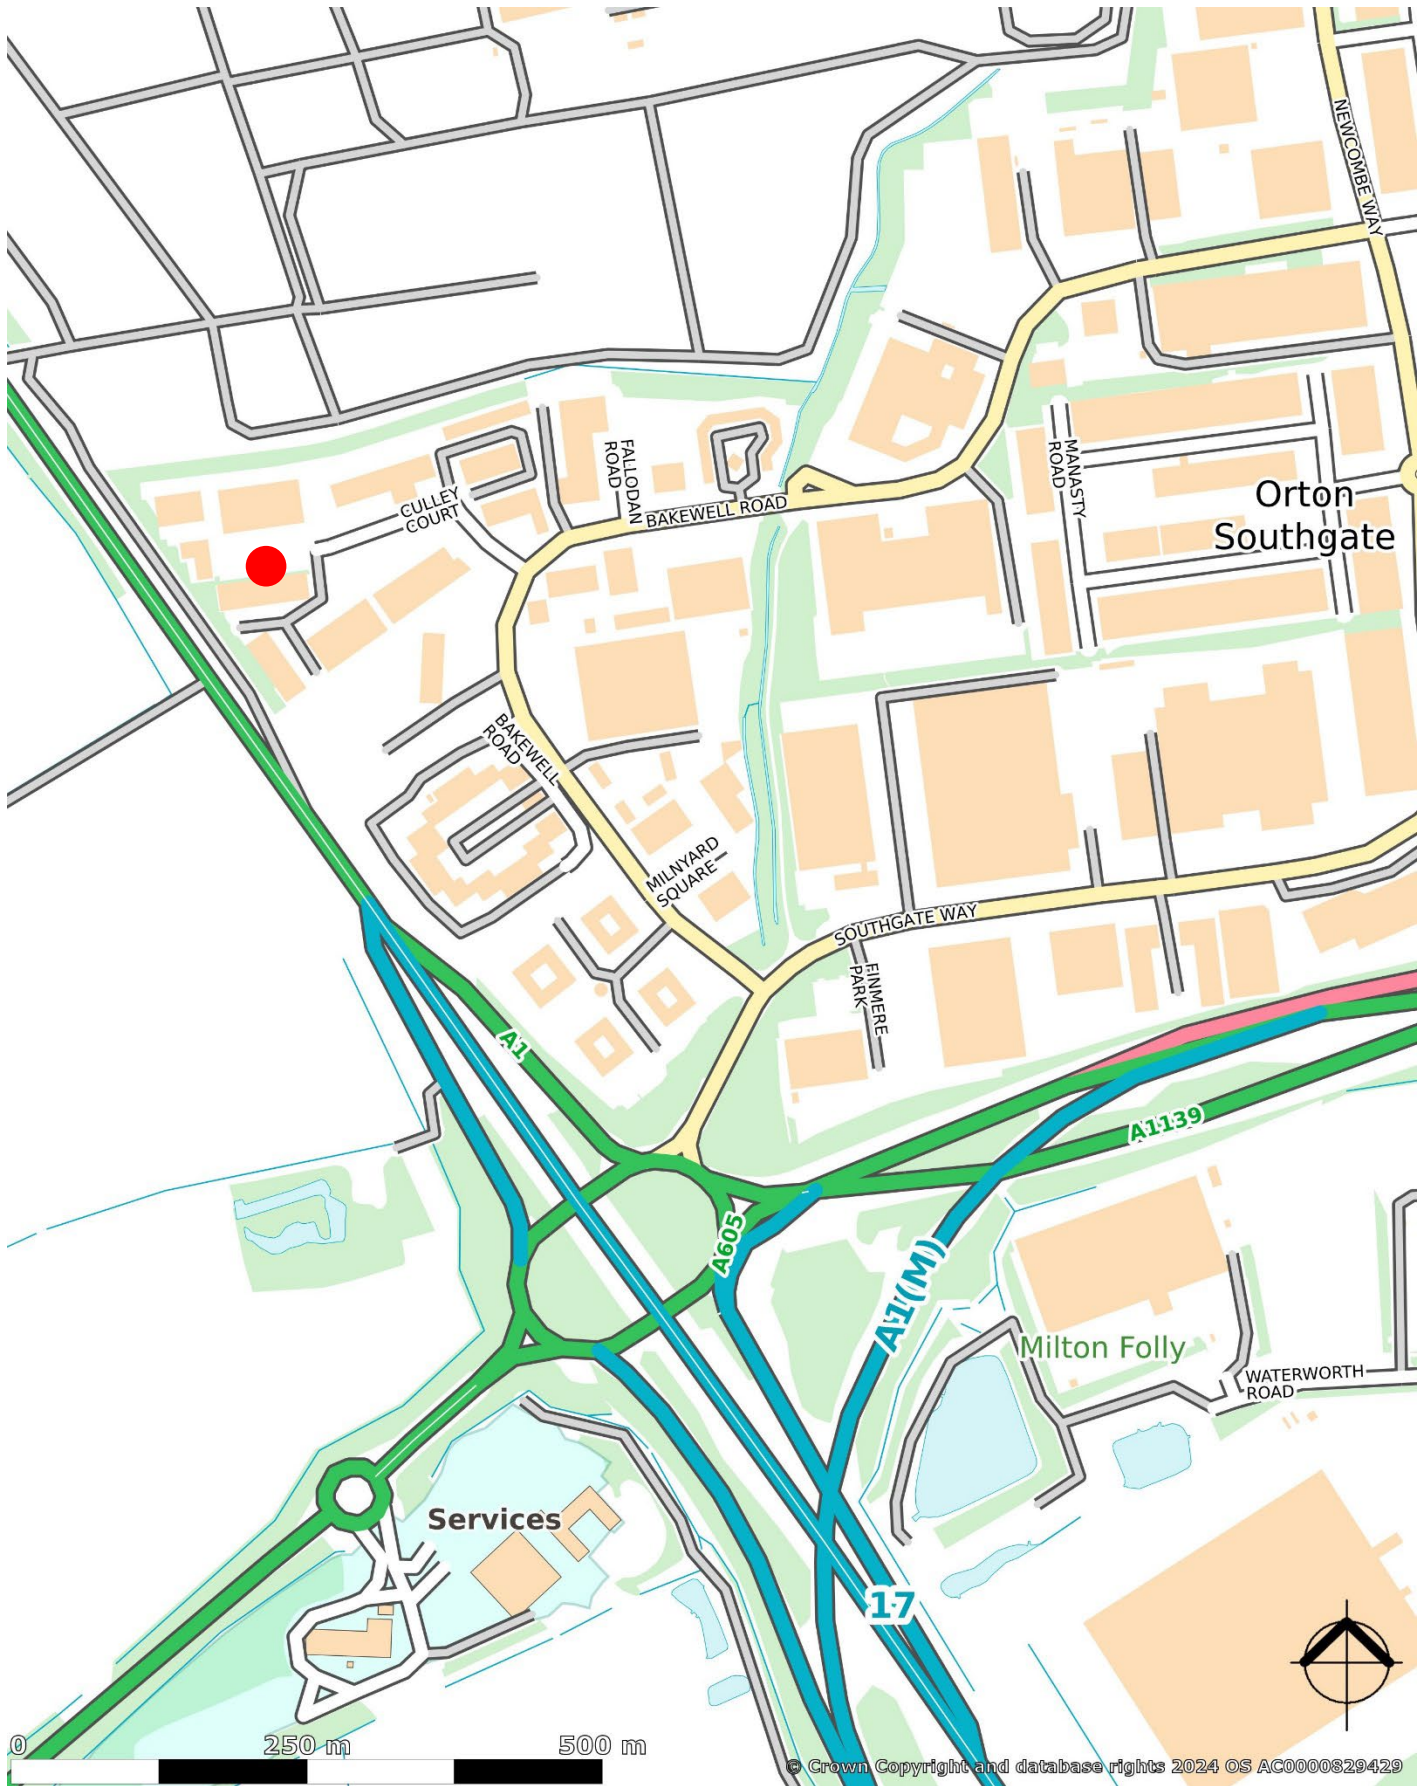 NEWCOMBE WAY
FALLODAN
ROAD
MANASTY
ROAD
CULLEY
COURT
BAKEWELL ROAD
Orton
Southgate
BAKEWELL
ROAD
MILNYARD
SQUARE
SOUTHGATE WAY
FINMERE
PARK
A1
A1139
A605
A1(M)
Milton Folly
WATERWORTH
ROAD
Services
17
0 250 m 500 m
© Crown Copyright and database rights 2024 OS AC0000829429